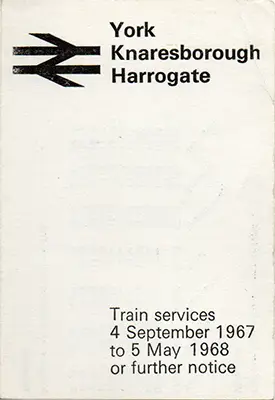 York
Knaresborough
Harrogate
Train services
4 September 1967
to 5 May 1968
or further notice